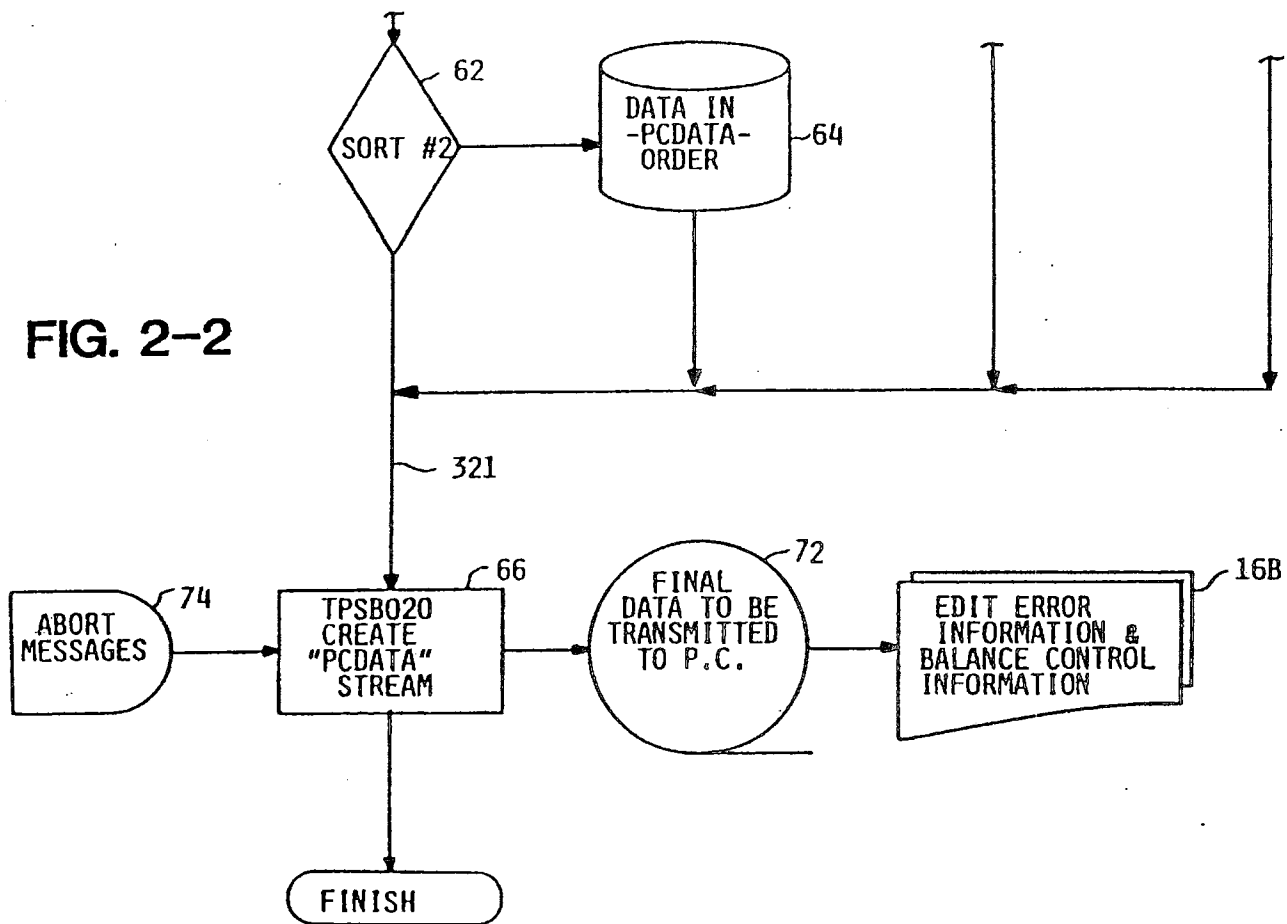 62
SORT #2
DATA IN
-PCDATA-
ORDER
64
FIG. 2-2
321
74
ABORT
MESSAGES
66
TPSB020
CREATE
"PCDATA"
STREAM
72
FINAL
DATA TO BE
TRANSMITTED
TO P.C.
16B
EDIT ERROR
INFORMATION &
BALANCE CONTROL
INFORMATION
FINISH